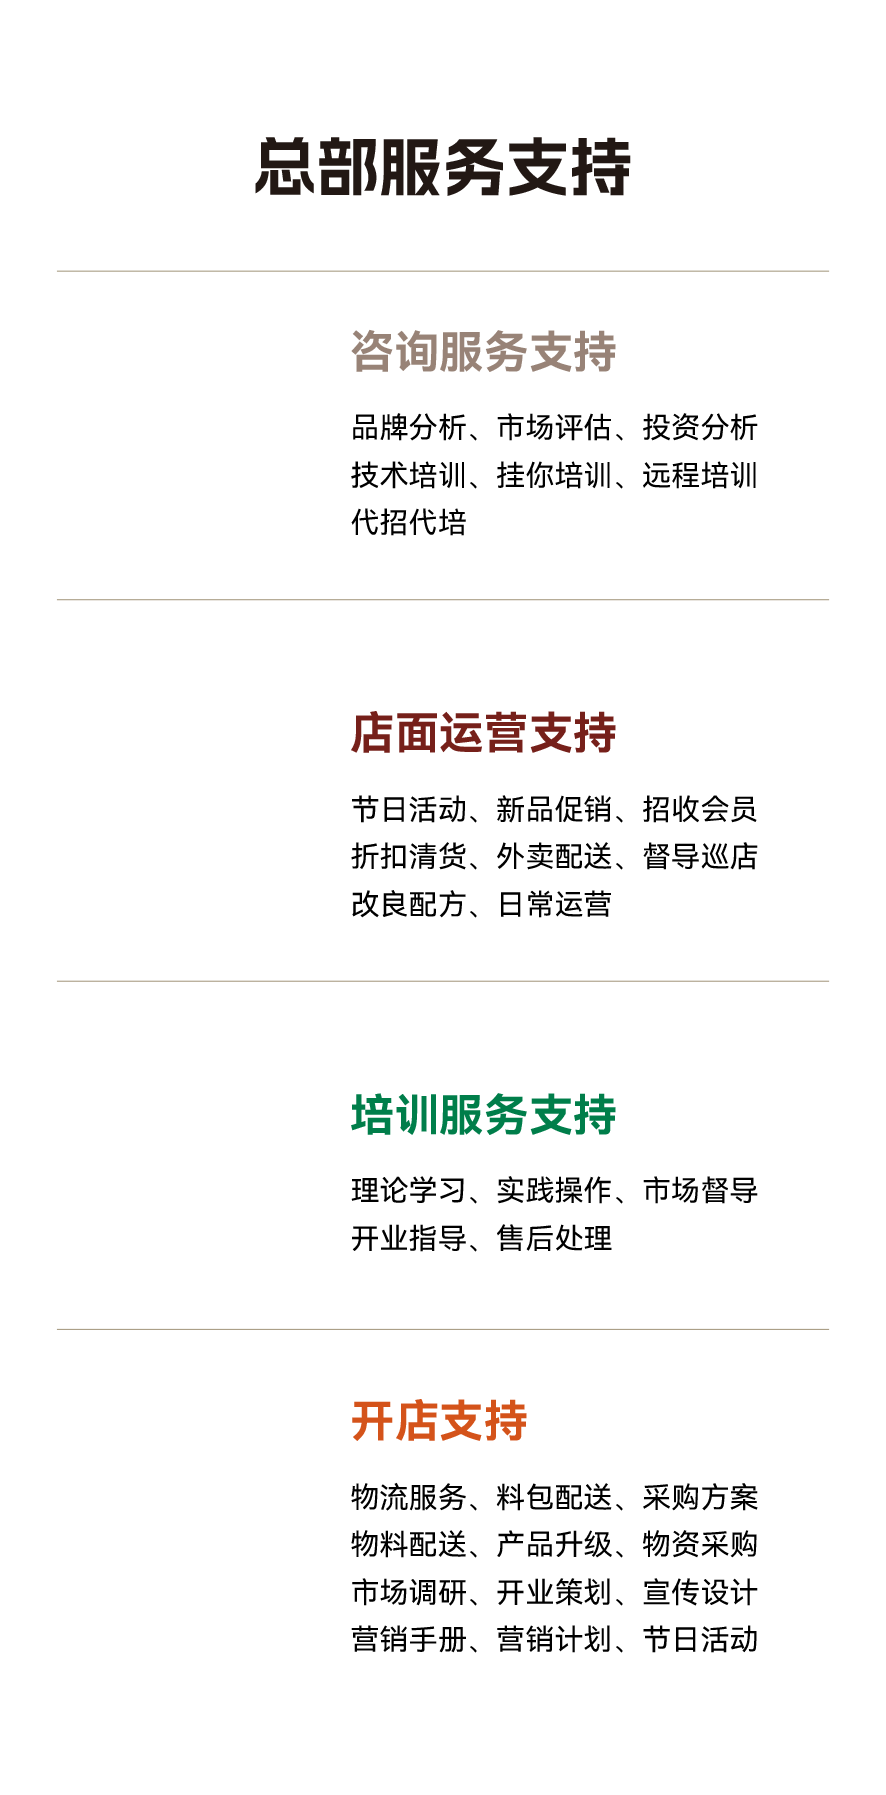 总部服务支持
咨询服务支持
品牌分析、市场评估、投资分析
技术培训、挂你培训、远程培训
代招代培
店面运营支持
节日活动、新品促销、招收会员
折扣清货、外卖配送、督导巡店
改良配方、日常运营
培训服务支持
理论学习、实践操作、市场督导
开业指导、售后处理
开店支持
物流服务、料包配送、采购方案
物料配送、产品升级、物资采购
市场调研、开业策划、宣传设计
营销手册、营销计划、节日活动